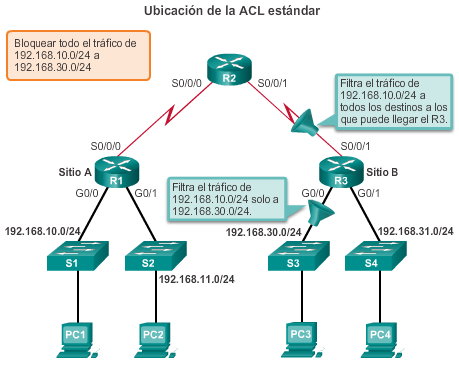 Ubicación de la ACL estándar
Bloquear todo el tráfico de
192.168.10.0/24 a
192.168.30.0/24
R2
S0/0/0
S0/0/1
Filtra el tráfico de
192.168.10.0/24 a
todos los destinos a los
que puede llegar el R3.
S0/0/0
S0/0/1
Sitio A
R1
R3
Sitio B
G0/0
G0/1
Filtra el tráfico de
192.168.10.0/24 solo a
192.168.30.0/24.
G0/0
G0/1
192.168.10.0/24
192.168.30.0/24
192.168.31.0/24
S1
S2
S3
S4
192.168.11.0/24
PC1
PC2
PC3
PC4